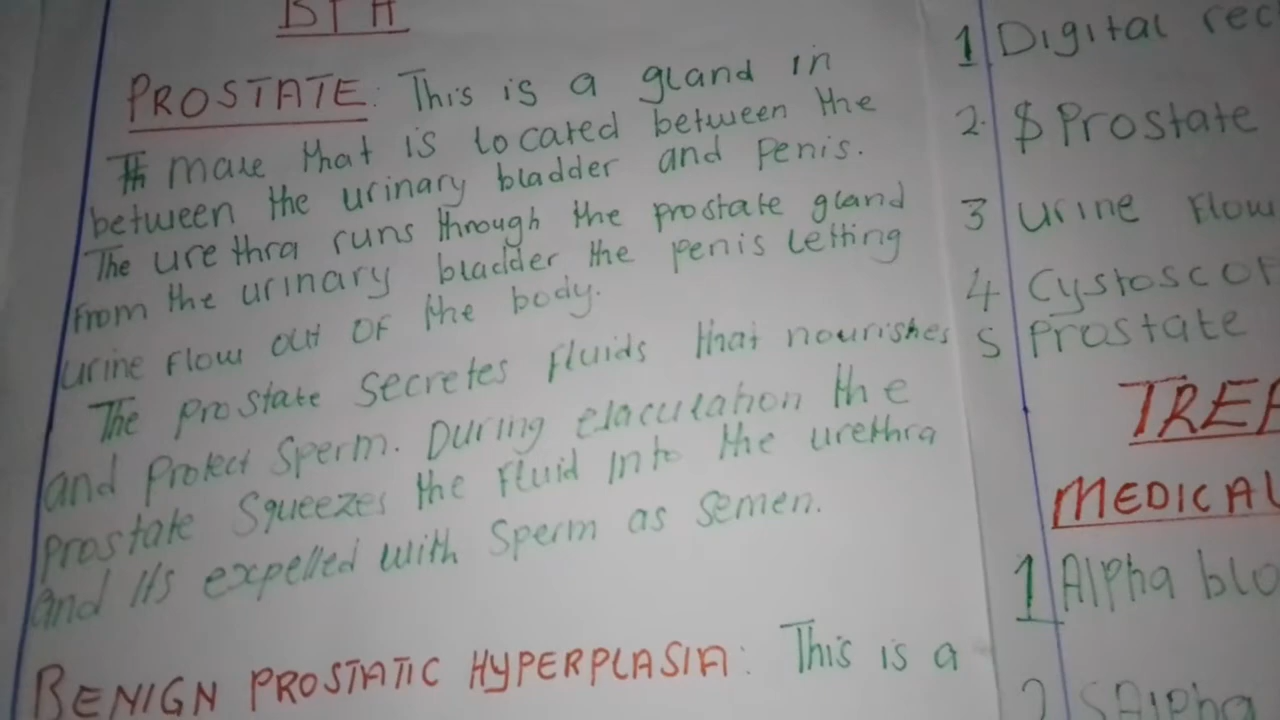 BPH
PROSTATE: This is a gland in
male that is located between the
between the urinary bladder and penis.
The urethra runs through the prostate gland
from the urinary bladder the penis letting
urine flow out of the body.
The prostate secretes fluids that nourishes
and protect sperm. During ejaculation the
prostate squeezes the fluid into the urethra
and its expelled with sperm as semen.
BENIGN PROSTATIC HYPERPLASIA: This is a
1 Digital rec
2. $ Prostate
3 Urine Flow
4 Cystoscop
5 Prostate
TREA
MEDICAL
1 Alpha blo
2 5Alpha